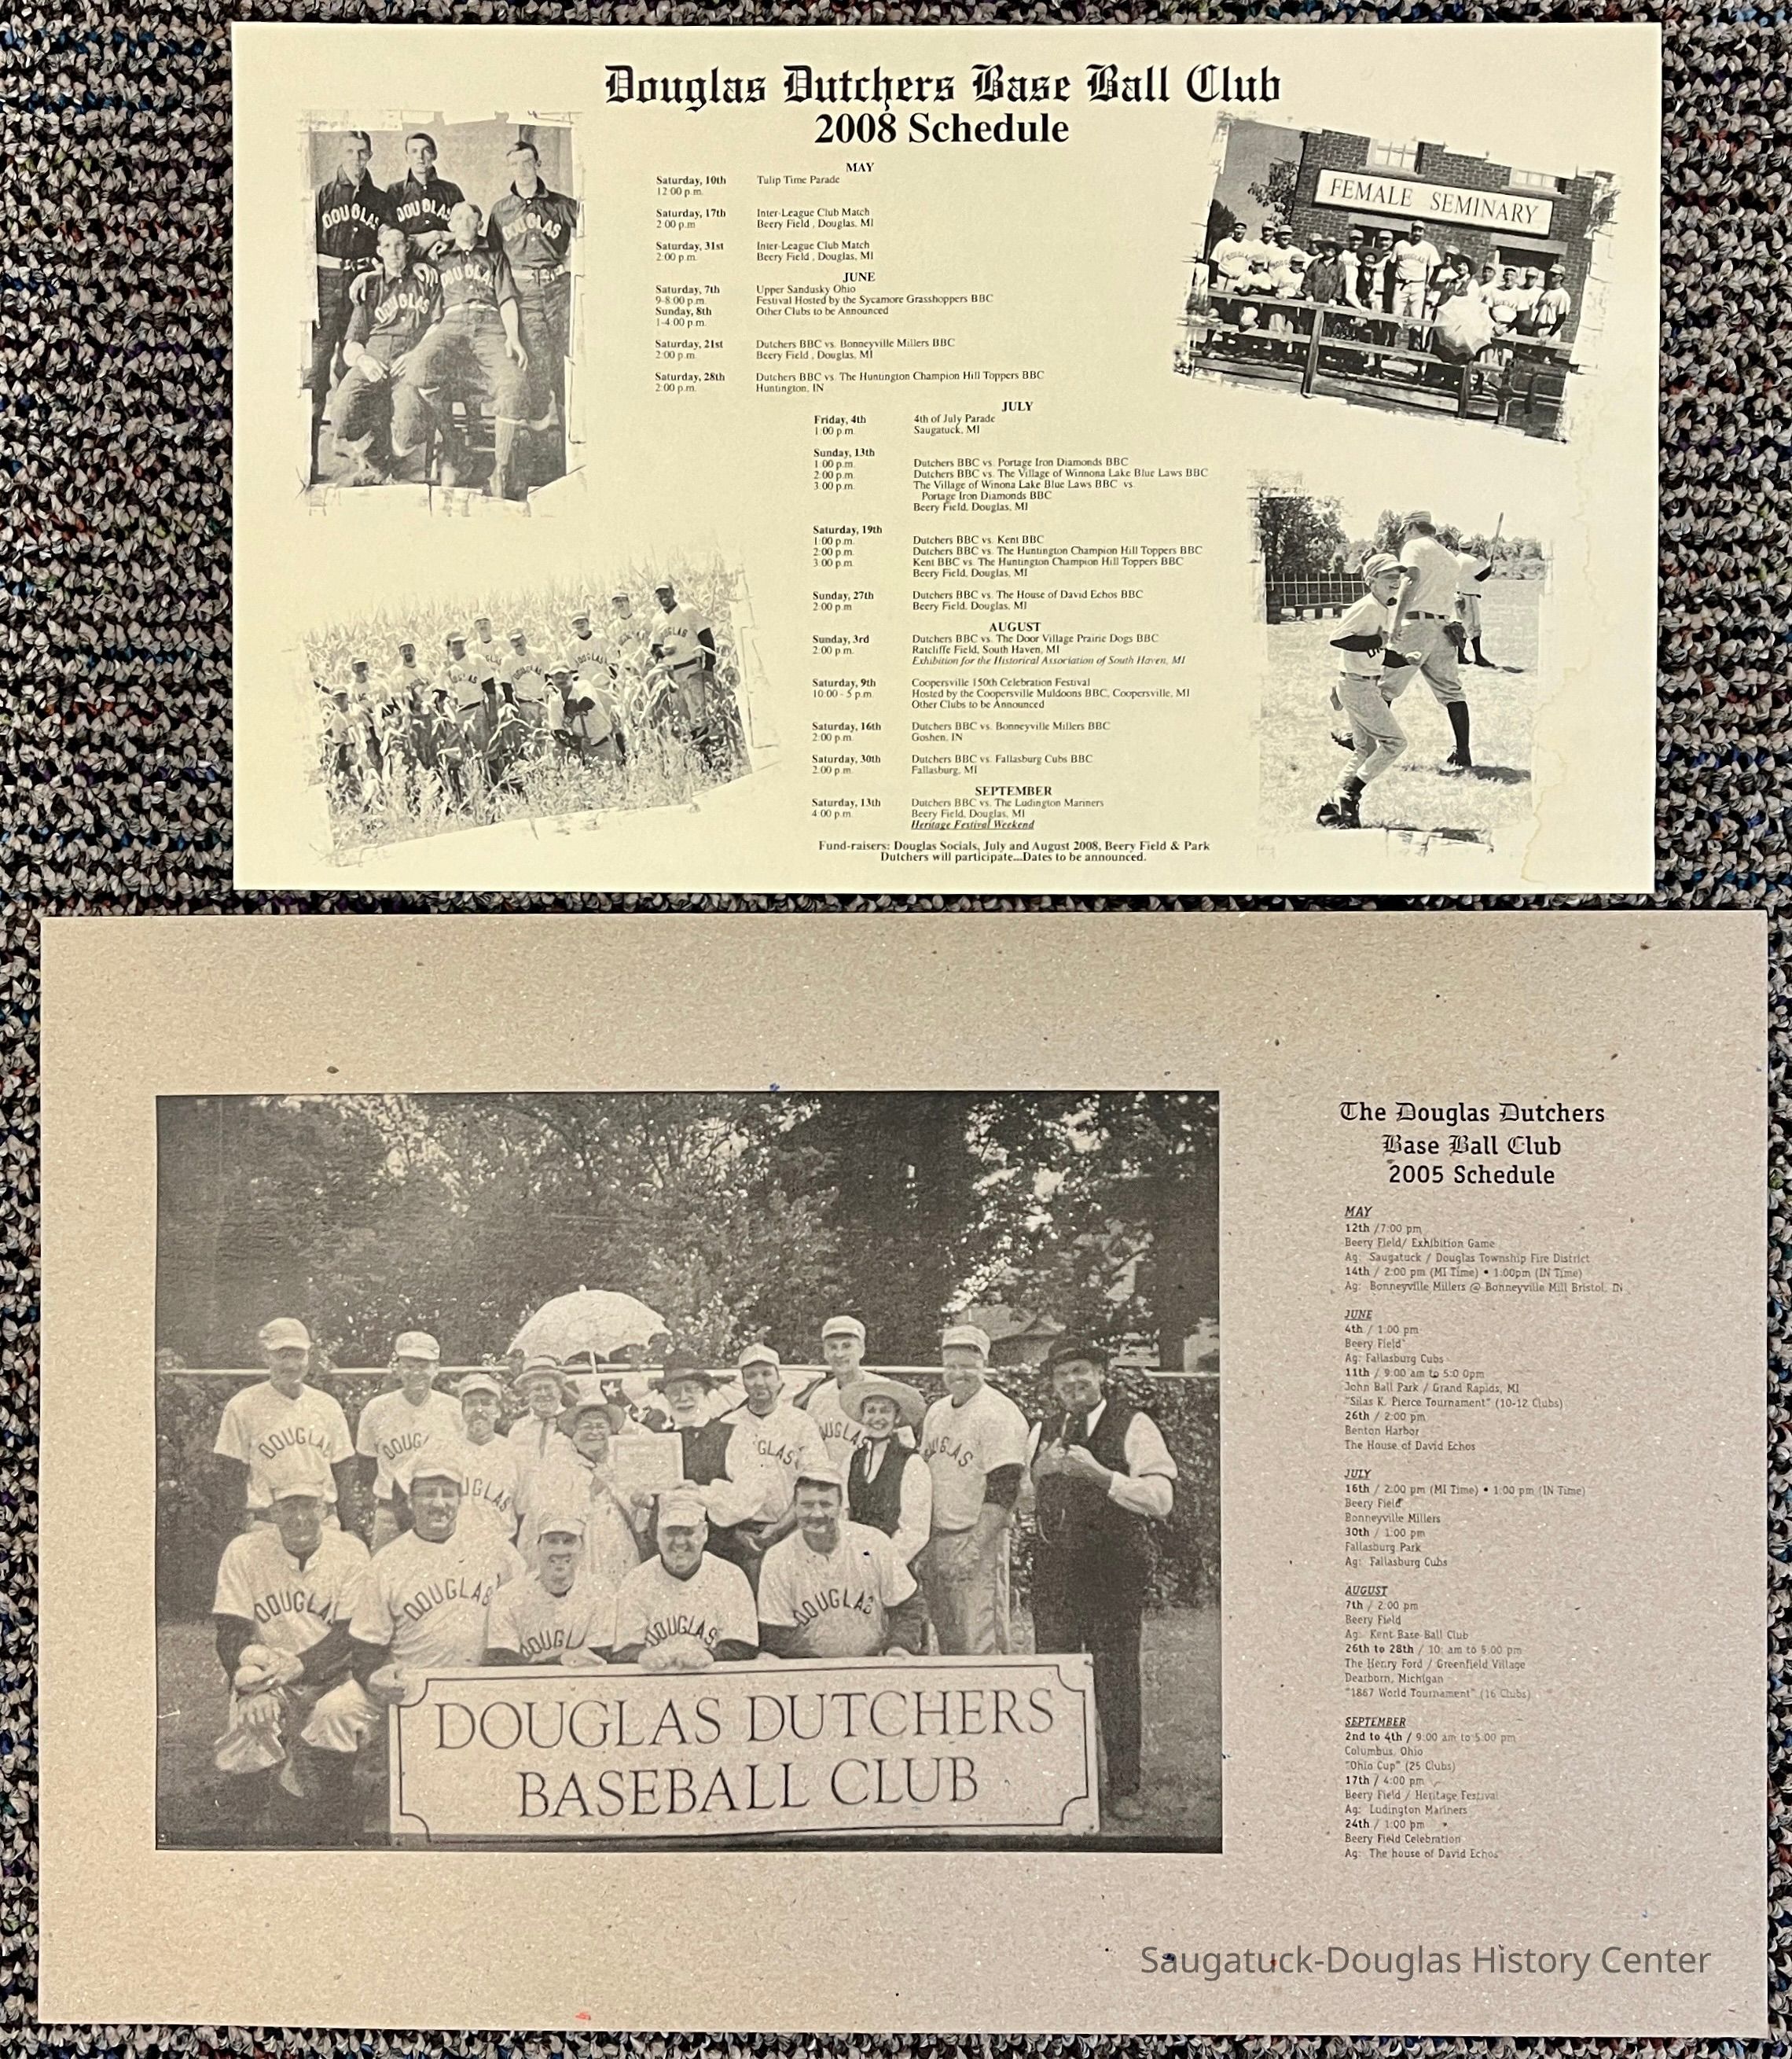 Douglas Dutchers Base Ball Club
2008 Schedule
DOUGLAS
DOUGLAS
DOUGLAS
DOUGLAS
DOUGLAS
FEMALE SEMINARY
MAY
Saturday, 10th Tulip Time Parade
12:00 p.m.
Saturday, 17th Inter-League Club Match
2:00 p.m. Beery Field, Douglas, MI
Saturday, 31st Inter-League Club Match
2:00 p.m. Beery Field, Douglas, MI
JUNE
Saturday, 7th Upper Sandusky Ohio
9-8:00 p.m. Festival Hosted by the Sycamore Grasshoppers BBC
Sunday, 8th Other Clubs to be Announced
1-4:00 p.m.
Saturday, 21st Dutchers BBC vs. Bonneyville Millers BBC
2:00 p.m. Beery Field, Douglas, MI
Saturday, 28th Dutchers BBC vs. The Huntington Champion Hill Toppers BBC
2:00 p.m. Huntington, IN
JULY
Friday, 4th 4th of July Parade
1:00 p.m. Saugatuck, MI
Sunday, 13th
1:00 p.m. Dutchers BBC vs. Portage Iron Diamonds BBC
2:00 p.m. Dutchers BBC vs. The Village of Winnona Lake Blue Laws BBC
3:00 p.m. The Village of Winona Lake Blue Laws BBC vs.
Portage Iron Diamonds BBC
Beery Field, Douglas, MI
Saturday, 19th
1:00 p.m. Dutchers BBC vs. Kent BBC
2:00 p.m. Dutchers BBC vs. The Huntington Champion Hill Toppers BBC
3:00 p.m. Kent BBC vs. The Huntington Champion Hill Toppers BBC
Beery Field, Douglas, MI
Sunday, 27th Dutchers BBC vs. The House of David Echos BBC
2:00 p.m. Beery Field, Douglas, MI
AUGUST
Sunday, 3rd Dutchers BBC vs. The Door Village Prairie Dogs BBC
2:00 p.m. Ratcliffe Field, South Haven, MI
Exhibition for the Historical Association of South Haven, MI
Saturday, 9th Coopersville 150th Celebration Festival
10:00 - 5 p.m. Hosted by the Coopersville Muldoons BBC, Coopersville, MI
Other Clubs to be Announced
Saturday, 16th Dutchers BBC vs. Bonneyville Millers BBC
2:00 p.m. Goshen, IN
Saturday, 30th Dutchers BBC vs. Fallasburg Cubs BBC
2:00 p.m. Fallasburg, MI
SEPTEMBER
Saturday, 13th Dutchers BBC vs. The Ludington Mariners
4:00 p.m. Beery Field, Douglas, MI
Heritage Festival Weekend
Fund-raisers: Douglas Socials, July and August 2008, Beery Field & Park
Dutchers will participate...Dates to be announced.
DOUGLAS
DOUGLAS
DOUGLAS
DOUGLAS
DOUGLAS
DOUGLAS
DOUGLAS DUTCHERS
BASEBALL CLUB
The Douglas Dutchers
Base Ball Club
2005 Schedule
MAY
12th /7:00 pm
Beery Field/ Exhibition Game
Ag: Saugatuck / Douglas Township Fire District
14th / 2:00 pm (MI Time) • 1:00pm (IN Time)
Ag: Bonneyville Millers @ Bonneyville Mill Bristol, IN
JUNE
4th / 1:00 pm
Beery Field
Ag: Fallasburg Cubs
11th / 9:00 am to 5:0 0pm
John Ball Park / Grand Rapids, MI
"Silas K. Pierce Tournament" (10-12 Clubs)
26th / 2:00 pm
Benton Harbor
The House of David Echos
JULY
16th / 2:00 pm (MI Time) • 1:00 pm (IN Time)
Beery Field
Bonneyville Millers
30th / 1:00 pm
Fallasburg Park
Ag: Fallasburg Cubs
AUGUST
7th / 2:00 pm
Beery Field
Ag: Kent Base Ball Club
26th to 28th / 10: am to 5:00 pm
The Henry Ford / Greenfield Village
Dearborn, Michigan
"1867 World Tournament" (16 Clubs)
SEPTEMBER
2nd to 4th / 9:00 am to 5:00 pm
Columbus, Ohio
"Ohio Cup" (25 Clubs)
17th / 4:00 pm
Beery Field / Heritage Festival
Ag: Ludington Mariners
24th / 1:00 pm
Beery Field Celebration
Ag: The house of David Echos
Saugatuck-Douglas History Center